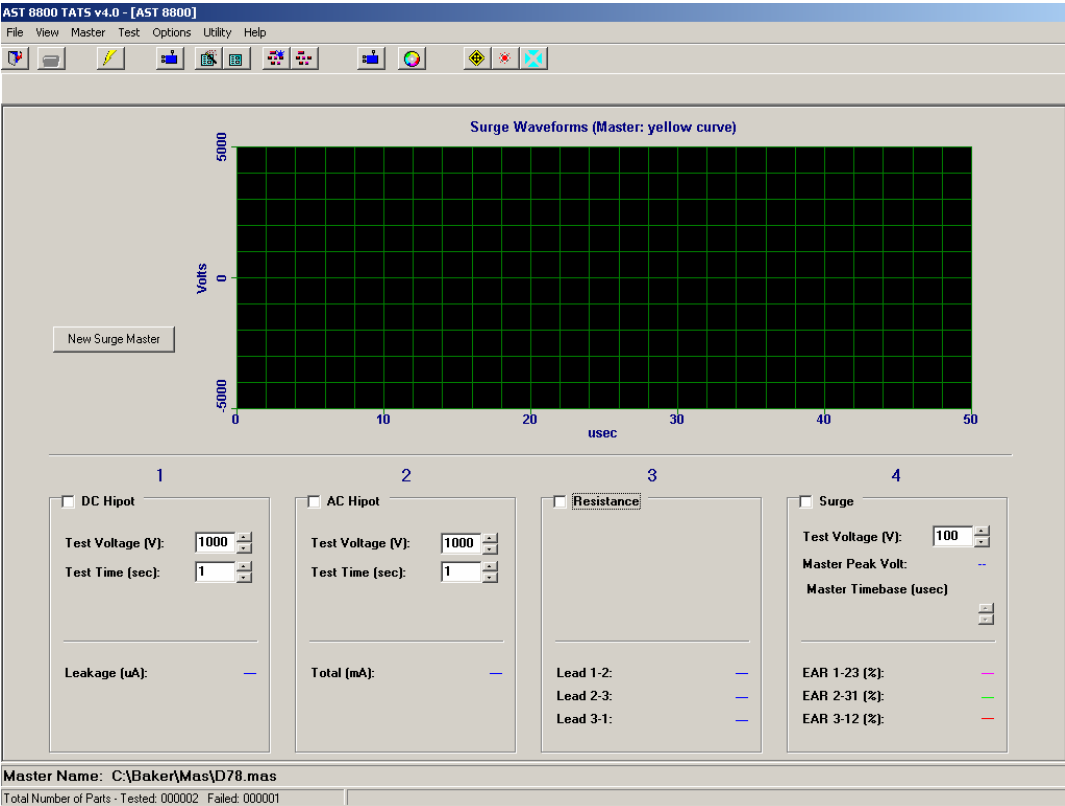 AST 8800 TATS v4.0 - [AST 8800]
File View Master Test Options Utility Help
Surge Waveforms (Master: yellow curve)
5000
Volts
0
-5000
0 10 20 30 40 50
usec
New Surge Master
1 2 3 4
DC Hipot
Test Voltage (V): 1000
Test Time (sec): 1
Leakage (uA): ---
AC Hipot
Test Voltage (V): 1000
Test Time (sec): 1
Total (mA): ---
Resistance
Lead 1-2: ---
Lead 2-3: ---
Lead 3-1: ---
Surge
Test Voltage (V): 100
Master Peak Volt: --
Master Timebase (usec)
EAR 1-23 (%): ---
EAR 2-31 (%): ---
EAR 3-12 (%): ---
Master Name: C:\Baker\Mas\D78.mas
Total Number of Parts - Tested: 000002 Failed: 000001